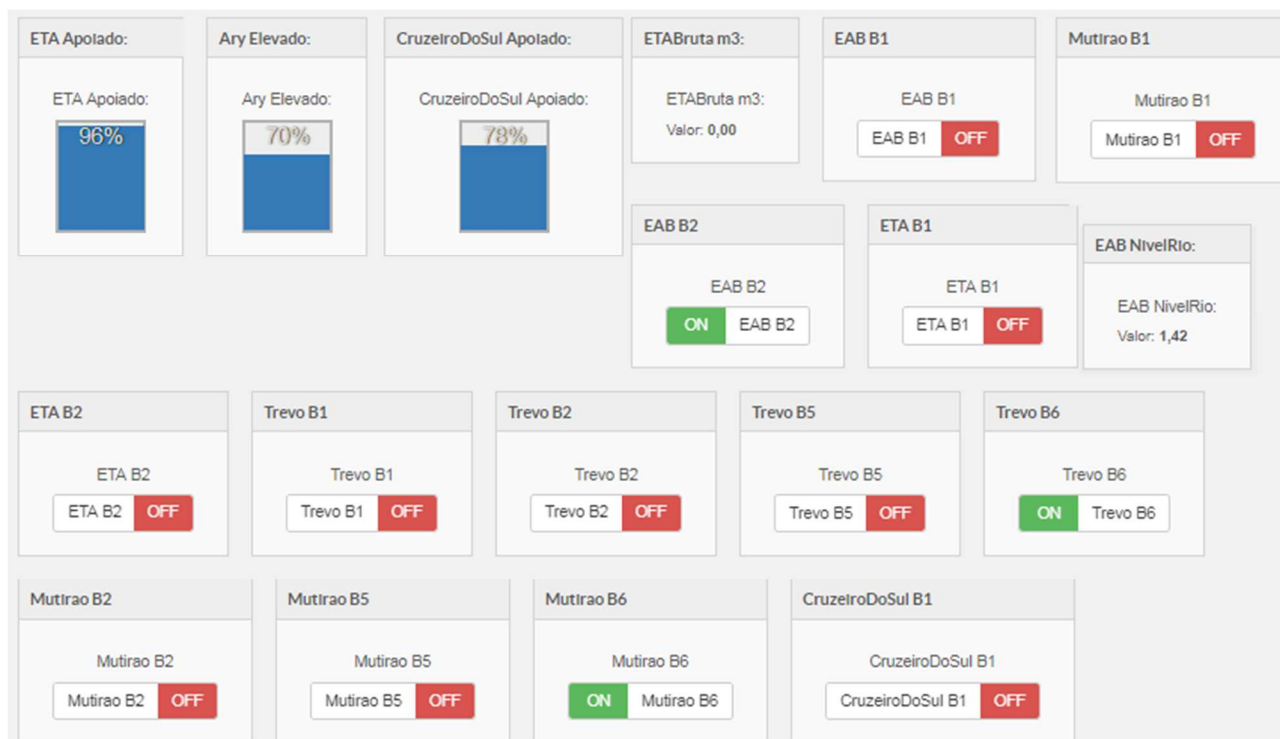 ETA Apoiado:
ETA Apoiado:
96%
Ary Elevado:
Ary Elevado:
70%
CruzeiroDoSul Apoiado:
CruzeiroDoSul Apoiado:
78%
ETABruta m3:
ETABruta m3:
Valor: 0,00
EAB B1
EAB B1
EAB B1 OFF
Mutirao B1
Mutirao B1
Mutirao B1 OFF
EAB B2
EAB B2
ON EAB B2
ETA B1
ETA B1
ETA B1 OFF
EAB NivelRio:
EAB NivelRio:
Valor: 1,42
ETA B2
ETA B2
ETA B2 OFF
Trevo B1
Trevo B1
Trevo B1 OFF
Trevo B2
Trevo B2
Trevo B2 OFF
Trevo B5
Trevo B5
Trevo B5 OFF
Trevo B6
Trevo B6
ON Trevo B6
Mutirao B2
Mutirao B2
Mutirao B2 OFF
Mutirao B5
Mutirao B5
Mutirao B5 OFF
Mutirao B6
Mutirao B6
ON Mutirao B6
CruzeiroDoSul B1
CruzeiroDoSul B1
CruzeiroDoSul B1 OFF